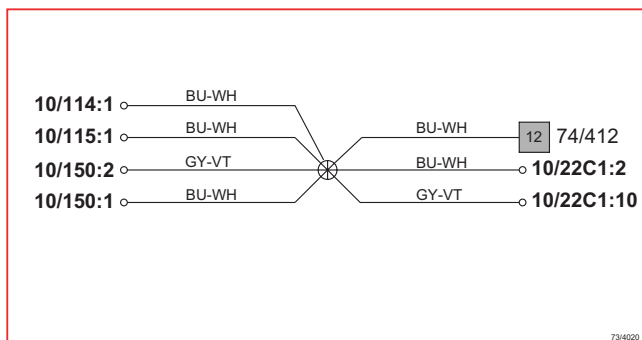 10/114:1 BU-WH
10/115:1 BU-WH BU-WH 12 74/412
10/150:2 GY-VT BU-WH 10/22C1:2
10/150:1 BU-WH GY-VT 10/22C1:10
73/4020